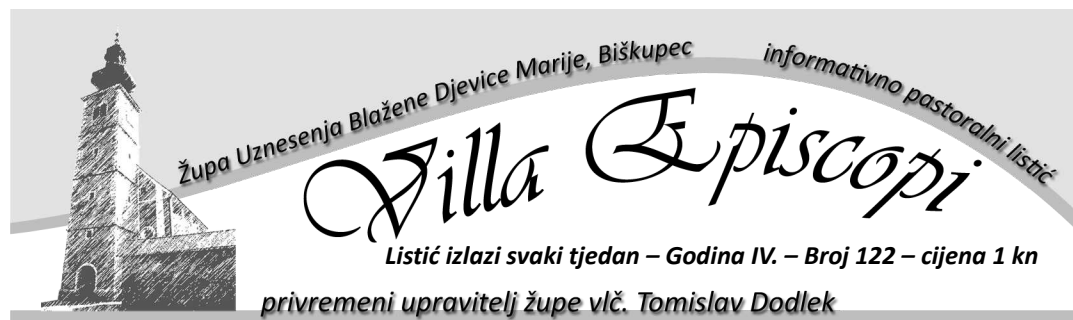 Župa Uznesenja Blažene Djevice Marije, Biškupec
informativno pastoralni listić
Villa Episcopi
Listić izlazi svaki tjedan – Godina IV. – Broj 122 – cijena 1 kn
privremeni upravitelj župe vlč. Tomislav Dodlek